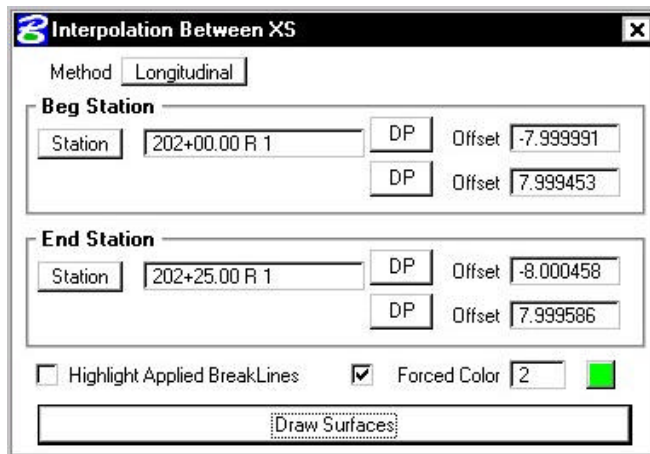 Interpolation Between XS
Method Longitudinal
Beg Station
Station 202+00.00 R 1 DP Offset -7.999991
DP Offset 7.999453
End Station
Station 202+25.00 R 1 DP Offset -8.000458
DP Offset 7.999586
Highlight Applied BreakLines Forced Color 2
Draw Surfaces